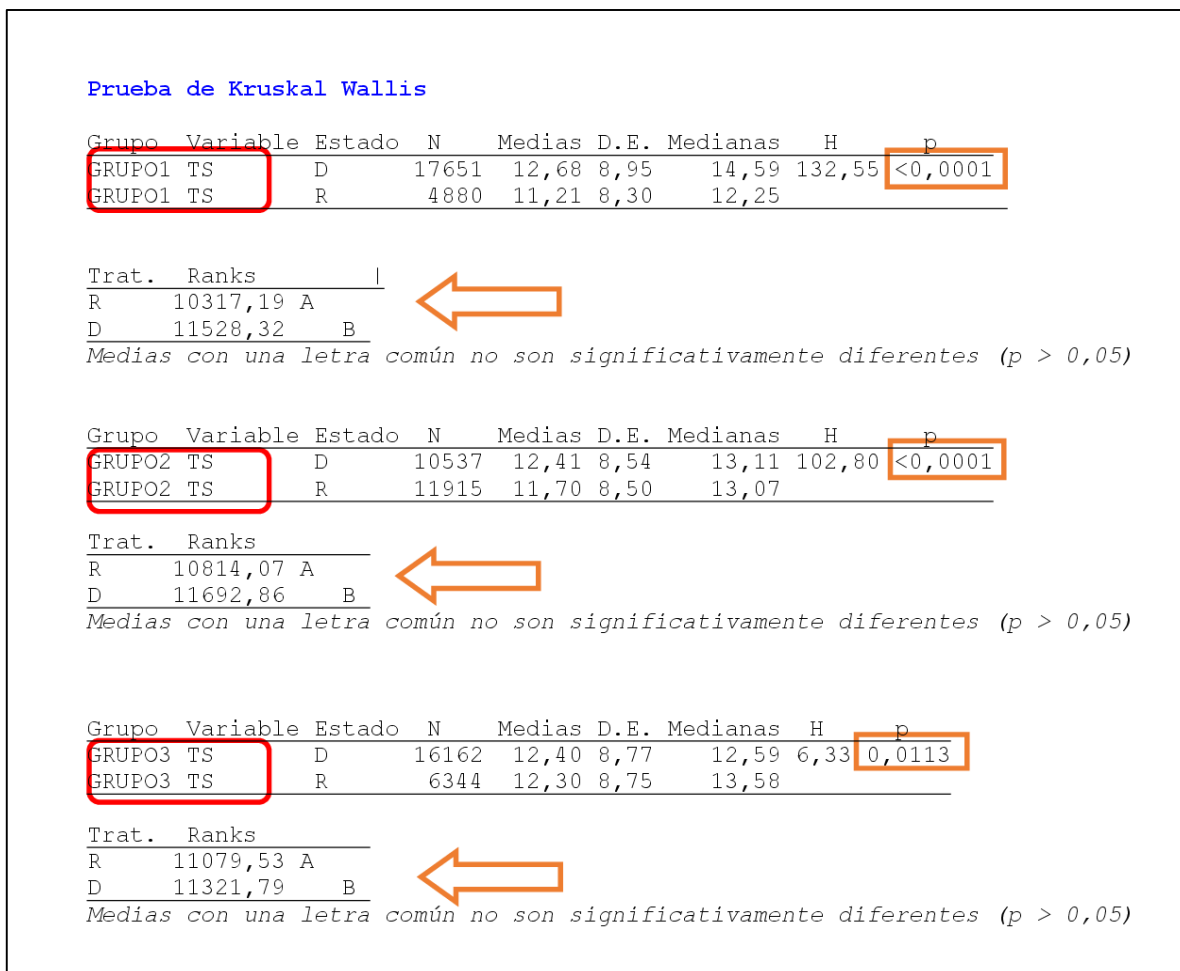 Prueba de Kruskal Wallis
Grupo Variable Estado N Medias D.E. Medianas H p
GRUPO1 TS D 17651 12,68 8,95 14,59 132,55 <0,0001
GRUPO1 TS R 4880 11,21 8,30 12,25
Trat. Ranks |
R 10317,19 A
D 11528,32 B
Medias con una letra común no son significativamente diferentes (p > 0,05)
Grupo Variable Estado N Medias D.E. Medianas H p
GRUPO2 TS D 10537 12,41 8,54 13,11 102,80 <0,0001
GRUPO2 TS R 11915 11,70 8,50 13,07
Trat. Ranks
R 10814,07 A
D 11692,86 B
Medias con una letra común no son significativamente diferentes (p > 0,05)
Grupo Variable Estado N Medias D.E. Medianas H p
GRUPO3 TS D 16162 12,40 8,77 12,59 6,33 0,0113
GRUPO3 TS R 6344 12,30 8,75 13,58
Trat. Ranks
R 11079,53 A
D 11321,79 B
Medias con una letra común no son significativamente diferentes (p > 0,05)